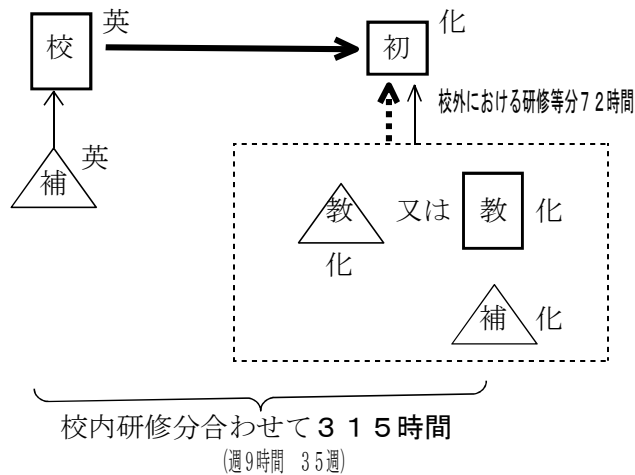 英
校
初
化
校外における研修等分７２時間
補
英
教
又は
教
化
化
補
化
校内研修分合わせて３１５時間
(週９時間　３５週)